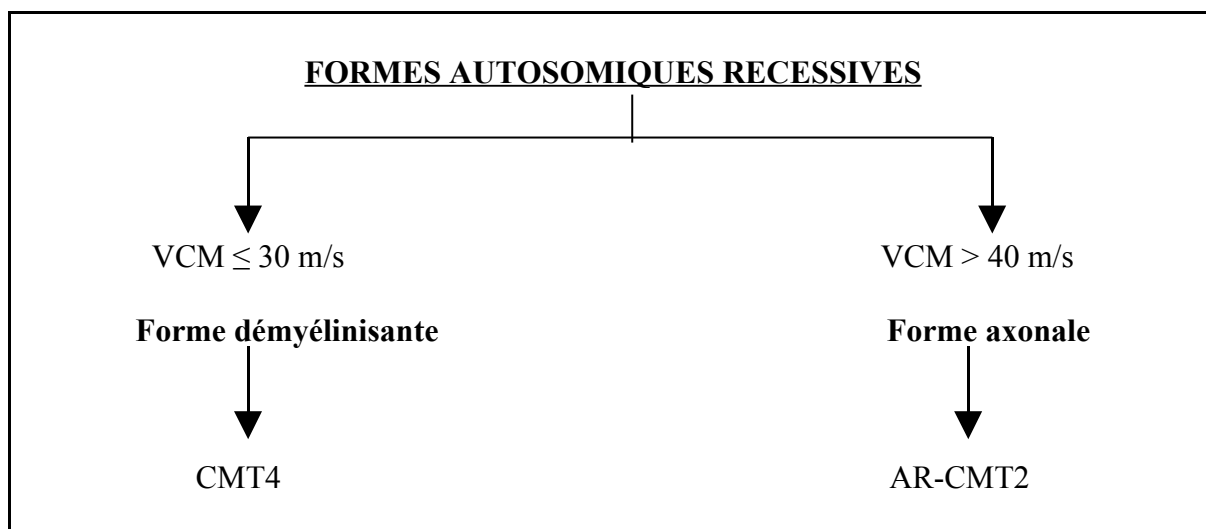 FORMES AUTOSOMIQUES RECESSIVES
VCM ≤ 30 m/s
VCM > 40 m/s
Forme démyélinisante
Forme axonale
CMT4
AR-CMT2